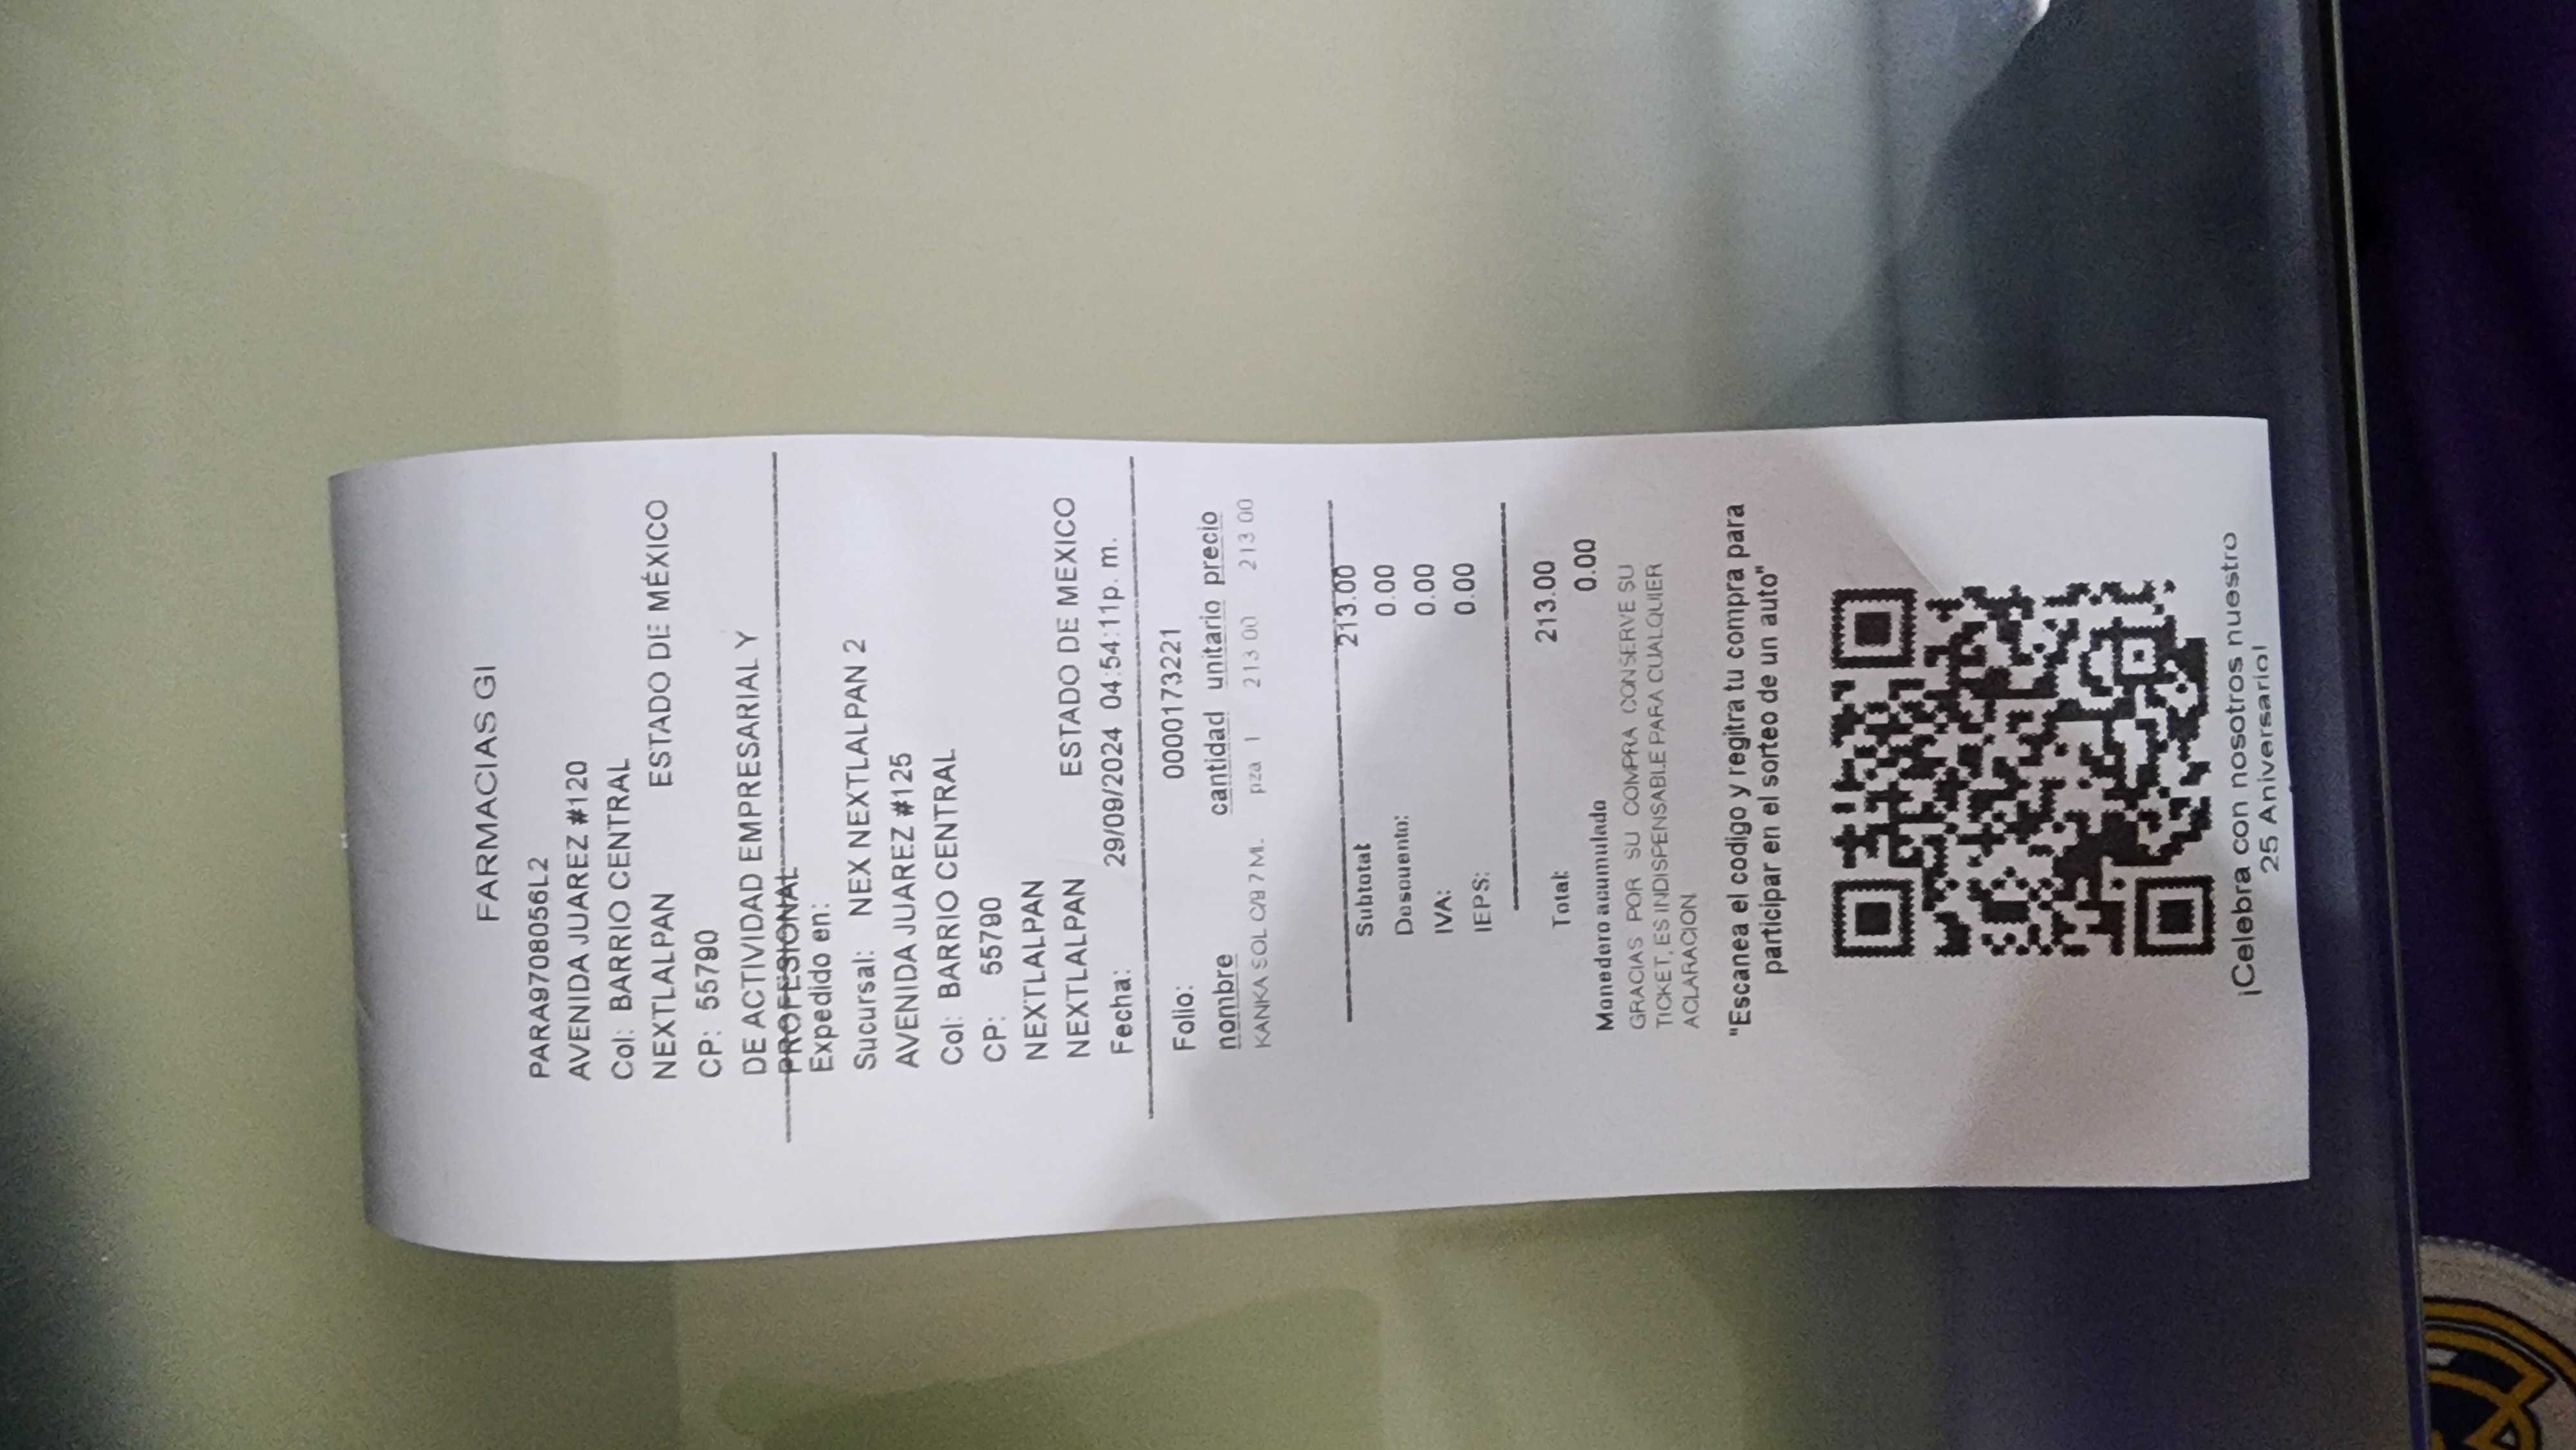 FARMACIAS GI
PARA9708056L2
AVENIDA JUAREZ #120
Col: BARRIO CENTRAL
NEXTLALPAN ESTADO DE MÉXICO
CP: 55790
DE ACTIVIDAD EMPRESARIAL Y
PROFESIONAL
Expedido en:
Sucursal: NEX NEXTLALPAN 2
AVENIDA JUAREZ #125
Col: BARRIO CENTRAL
CP: 55790
NEXTLALPAN
NEXTLALPAN ESTADO DE MEXICO
Fecha: 29/09/2024 04:54:11p. m.
Folio: 0000173221
nombre cantidad unitario precio
KANKA SOL C/97 ML. pza 1 213 00 213 00
Subtotal 213.00
Descuento: 0.00
IVA: 0.00
IEPS: 0.00
Total: 213.00
Monedero acumulado 0.00
GRACIAS POR SU COMPRA CONSERVE SU
TICKET, ES INDISPENSABLE PARA CUALQUIER
ACLARACION
"Escanea el codigo y regitra tu compra para
participar en el sorteo de un auto"
¡Celebra con nosotros nuestro
25 Aniversario!